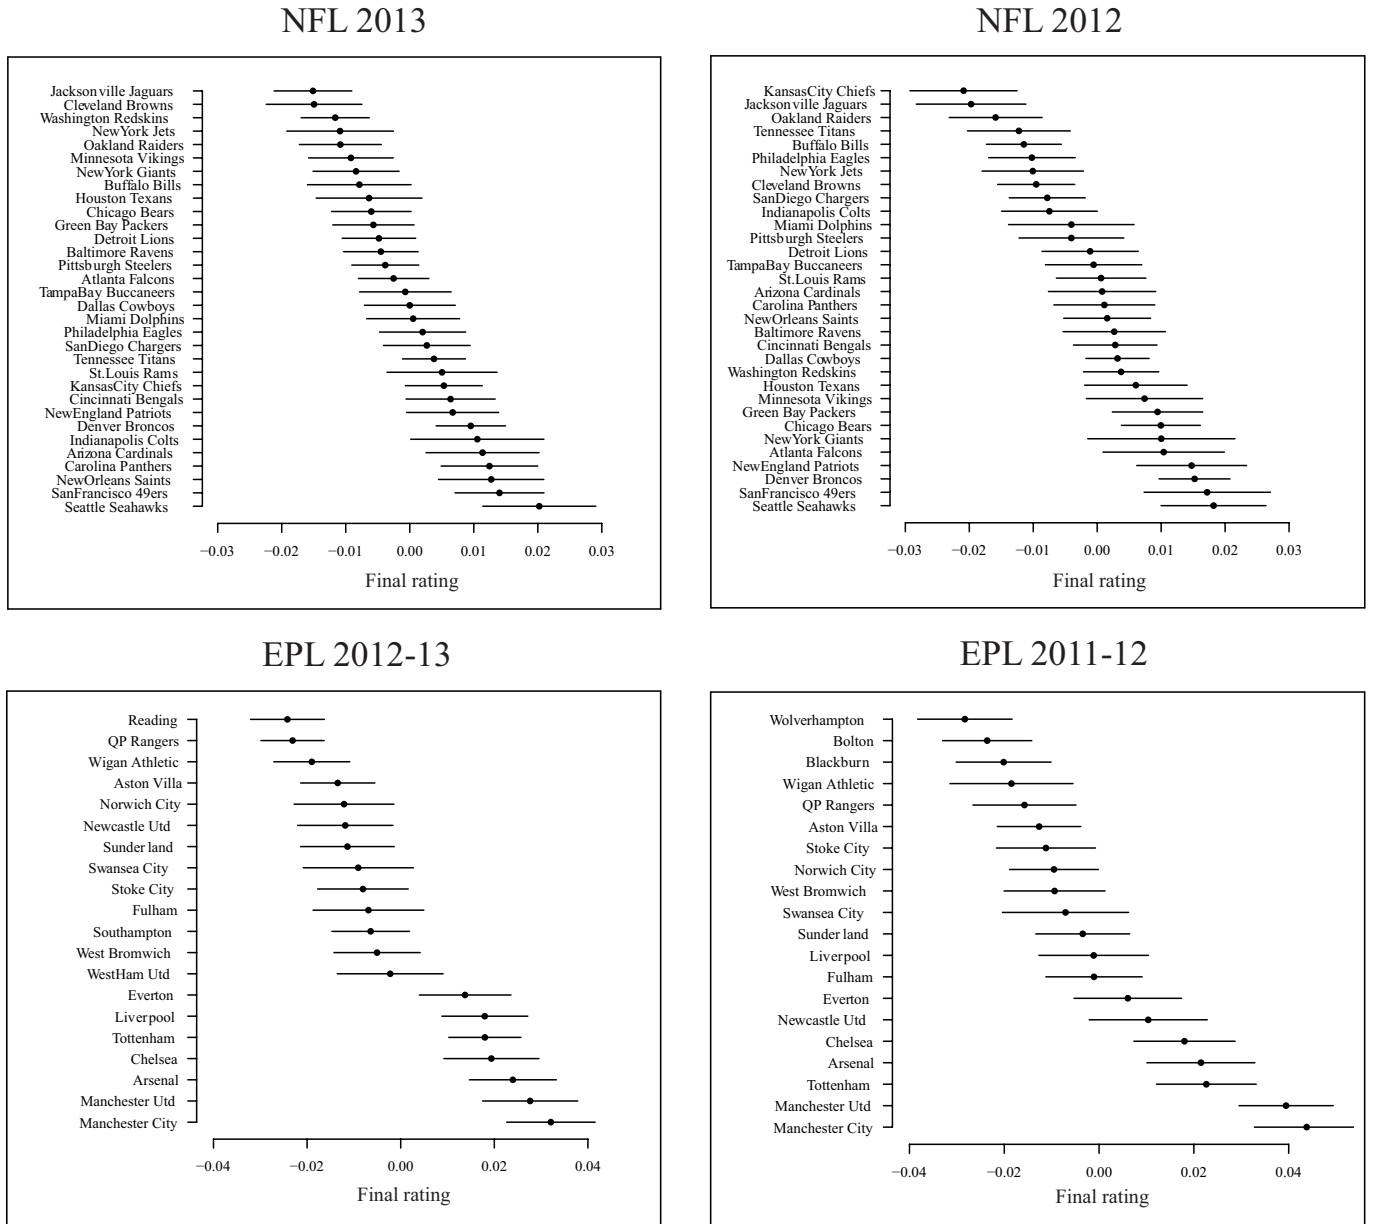 NFL 2013
Jacksonville Jaguars
Cleveland Browns
Washington Redskins
NewYork Jets
Oakland Raiders
Minnesota Vikings
NewYork Giants
Buffalo Bills
Houston Texans
Chicago Bears
Green Bay Packers
Detroit Lions
Baltimore Ravens
Pittsburgh Steelers
Atlanta Falcons
TampaBay Buccaneers
Dallas Cowboys
Miami Dolphins
Philadelphia Eagles
SanDiego Chargers
Tennessee Titans
St.Louis Rams
KansasCity Chiefs
Cincinnati Bengals
NewEngland Patriots
Denver Broncos
Indianapolis Colts
Arizona Cardinals
Carolina Panthers
NewOrleans Saints
SanFrancisco 49ers
Seattle Seahawks
−0.03 −0.02 −0.01 0.00 0.01 0.02 0.03
Final rating
NFL 2012
KansasCity Chiefs
Jacksonville Jaguars
Oakland Raiders
Tennessee Titans
Buffalo Bills
Philadelphia Eagles
NewYork Jets
Cleveland Browns
SanDiego Chargers
Indianapolis Colts
Miami Dolphins
Pittsburgh Steelers
Detroit Lions
TampaBay Buccaneers
St.Louis Rams
Arizona Cardinals
Carolina Panthers
NewOrleans Saints
Baltimore Ravens
Cincinnati Bengals
Dallas Cowboys
Washington Redskins
Houston Texans
Minnesota Vikings
Green Bay Packers
Chicago Bears
NewYork Giants
Atlanta Falcons
NewEngland Patriots
Denver Broncos
SanFrancisco 49ers
Seattle Seahawks
−0.03 −0.02 −0.01 0.00 0.01 0.02 0.03
Final rating
EPL 2012-13
Reading
QP Rangers
Wigan Athletic
Aston Villa
Norwich City
Newcastle Utd
Sunder land
Swansea City
Stoke City
Fulham
Southampton
West Bromwich
WestHam Utd
Everton
Liverpool
Tottenham
Chelsea
Arsenal
Manchester Utd
Manchester City
−0.04 −0.02 0.00 0.02 0.04
Final rating
EPL 2011-12
Wolverhampton
Bolton
Blackburn
Wigan Athletic
QP Rangers
Aston Villa
Stoke City
Norwich City
West Bromwich
Swansea City
Sunder land
Liverpool
Fulham
Everton
Newcastle Utd
Chelsea
Arsenal
Tottenham
Manchester Utd
Manchester City
−0.04 −0.02 0.00 0.02 0.04
Final rating